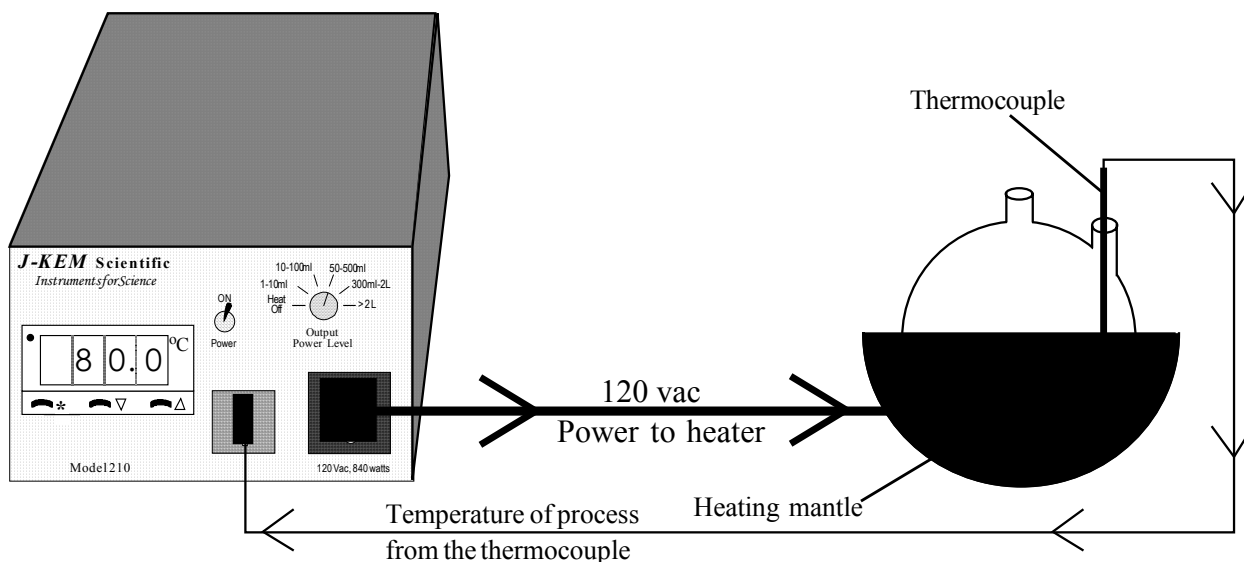 Thermocouple
J-KEM Scientific
InstrumentsforScience
ON
Power
10-100ml
50-500ml
1-10ml
300ml-2L
Heat
Off
>2L
Output
Power Level
80.0
°C
* ▽ △
120 vac
Power to heater
Model210
120 Vac, 840 watts
Heating mantle
Temperature of process
from the thermocouple